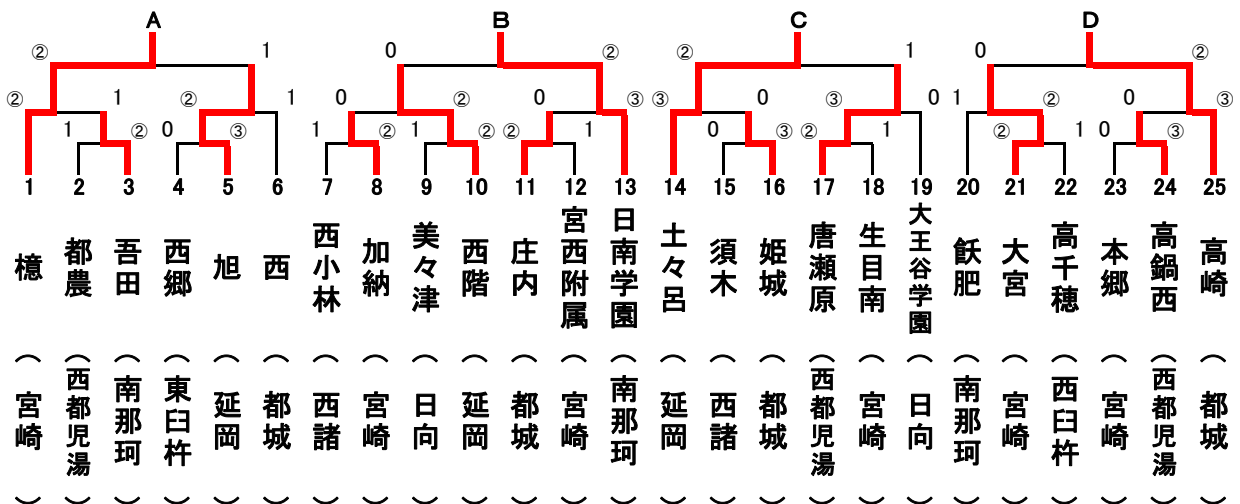 A B C D
② 1 0 ② ② 1 0 ②
② 1 ② 1 0 ② 0 ③ ③ 0 ③ 0 1 ② 0 ③
1 ② 0 ③ 1 ② 1 ② ② 1 0 ③ ② 1 ② 1 0 ③
1 2 3 4 5 6 7 8 9 10 11 12 13 14 15 16 17 18 19 20 21 22 23 24 25
檍
都農
吾田
西郷
旭
西
西小林
加納
美々津
西階
庄内
宮西附属
日南学園
土々呂
須木
姫城
唐瀬原
生目南
大王谷学園
飫肥
大宮
高千穂
本郷
高鍋西
高崎
（宮崎）
（西都児湯）
（南那珂）
（東臼杵）
（延岡）
（都城）
（西諸）
（宮崎）
（日向）
（延岡）
（都城）
（宮崎）
（南那珂）
（延岡）
（西諸）
（都城）
（西都児湯）
（宮崎）
（日向）
（南那珂）
（宮崎）
（西臼杵）
（宮崎）
（西都児湯）
（都城）